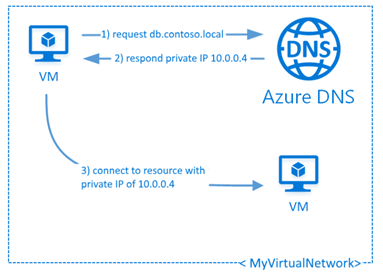 1) request db.contoso.local
DNS
VM
2) respond private IP 10.0.0.4
Azure DNS
3) connect to resource with
private IP of 10.0.0.4
VM
< MyVirtualNetwork>